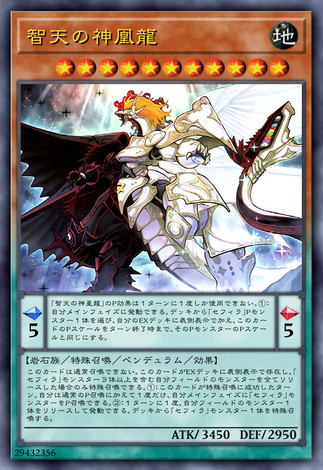 智天の神凰龍
地
「智天の神凰龍」のP効果は1ターンに1度しか使用できない。①:
自分メインフェイズに発動できる。デッキから「セフィラ」Pモン
スター1体を選び、自分のEXデッキに表側表示で加え、このカー
ドのPスケールをターン終了時まで、そのPモンスターのPスケー
ルと同じにする。
5
5
【岩石族/特殊召喚/ペンデュラム/効果】
このカードは通常召喚できない。このカードがEXデッキに表側表示で存在し、「セ
フィラ」モンスター3体以上を含む自分フィールドのモンスターを全てリリ
ースした場合のみ特殊召喚できる。①:このカードが特殊召喚に成功したター
ン、自分は通常のP召喚に加えて1度だけ、自分メインフェイズに「セフィラ」モ
ンスターをP召喚できる。②:1ターンに1度、自分フィールドのモンスター1体
をリリースして発動できる。デッキから「セフィラ」モンスター1体を特殊召喚
する。
ATK/ 3450 DEF/2950
29432356